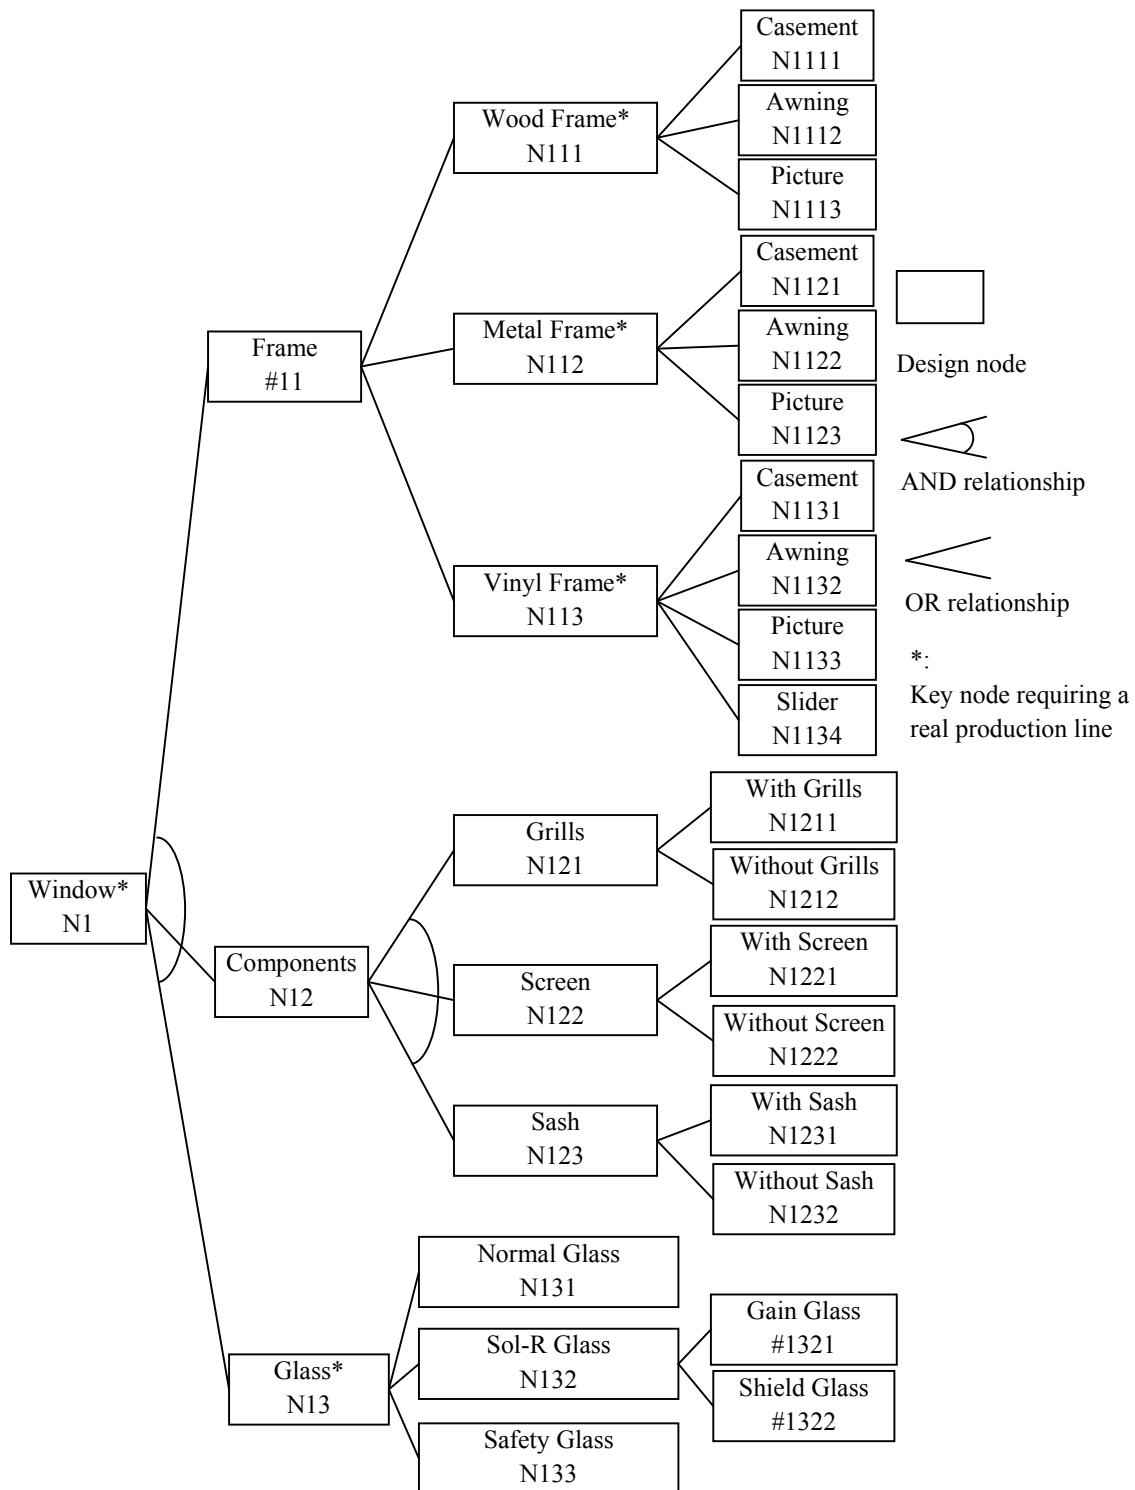 Casement
N1111
Awning
N1112
Picture
N1113
Wood Frame*
N111
Casement
N1121
Awning
N1122
Picture
N1123
Metal Frame*
N112
Frame
#11
Casement
N1131
Awning
N1132
Picture
N1133
Slider
N1134
Vinyl Frame*
N113
Design node
AND relationship
OR relationship
*:
Key node requiring a
real production line
Window*
N1
Components
N12
Grills
N121
With Grills
N1211
Without Grills
N1212
Screen
N122
With Screen
N1221
Without Screen
N1222
Sash
N123
With Sash
N1231
Without Sash
N1232
Glass*
N13
Normal Glass
N131
Sol-R Glass
N132
Gain Glass
#1321
Shield Glass
#1322
Safety Glass
N133